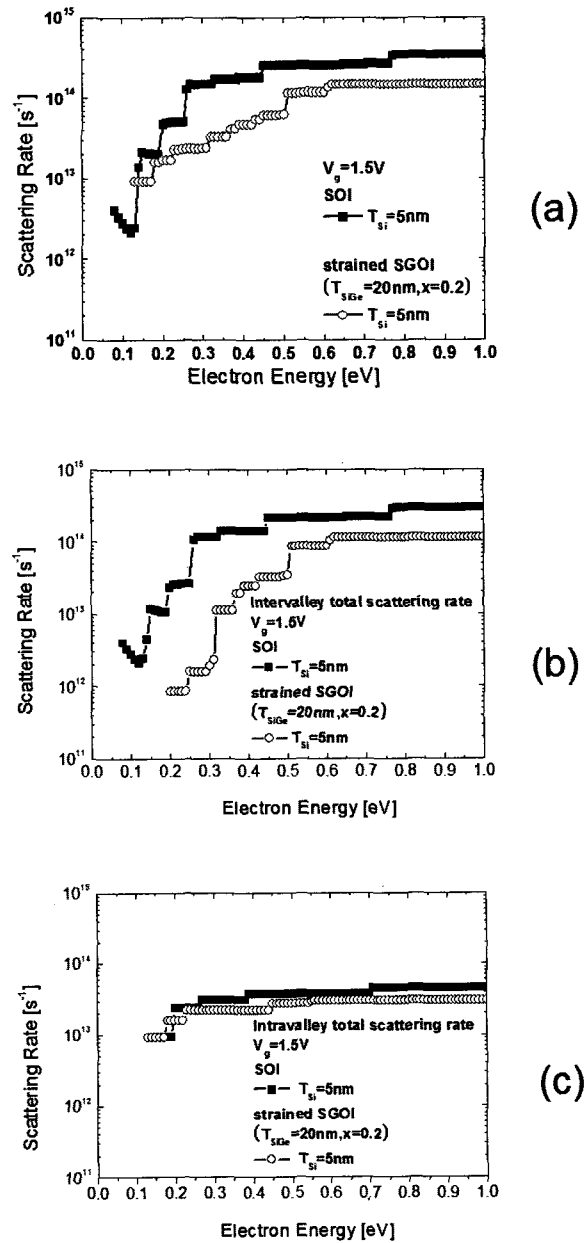 10^15
10^14
10^13
10^12
10^11
Scattering Rate [s^-1]
V_g=1.5V
SOI
T_Si=5nm
strained SGOI
(T_SiGe=20nm,x=0.2)
T_Si=5nm
0.0 0.1 0.2 0.3 0.4 0.5 0.6 0.7 0.8 0.9 1.0
Electron Energy [eV]
(a)
10^15
10^14
10^13
10^12
10^11
Scattering Rate [s^-1]
Intervalley total scattering rate
V_g=1.5V
SOI
T_Si=5nm
strained SGOI
(T_SiGe=20nm,x=0.2)
T_Si=5nm
0.0 0.1 0.2 0.3 0.4 0.5 0.6 0.7 0.8 0.9 1.0
Electron Energy [eV]
(b)
10^15
10^14
10^13
10^12
10^11
Scattering Rate [s^-1]
Intravalley total scattering rate
V_g=1.5V
SOI
T_Si=5nm
strained SGOI
(T_SiGe=20nm,x=0.2)
T_Si=5nm
0.0 0.1 0.2 0.3 0.4 0.5 0.6 0.7 0.8 0.9 1.0
Electron Energy [eV]
(c)